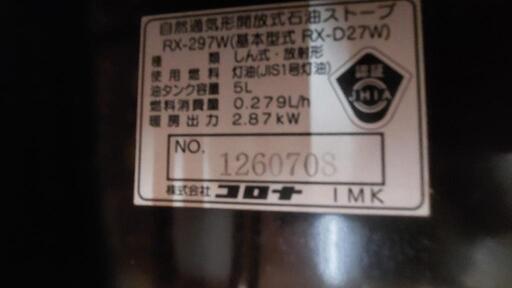 自然通気形開放式石油ストーブ
RX-297W(基本型式 RX-D27W)
種類 しん式・放射形
使用燃料 灯油(JIS1号灯油)
油タンク容量 5L
燃料消費量 0.279L/h
暖房出力 2.87kW
認証
JHIA
NO.
1260708
株式会社 コロナ IMK